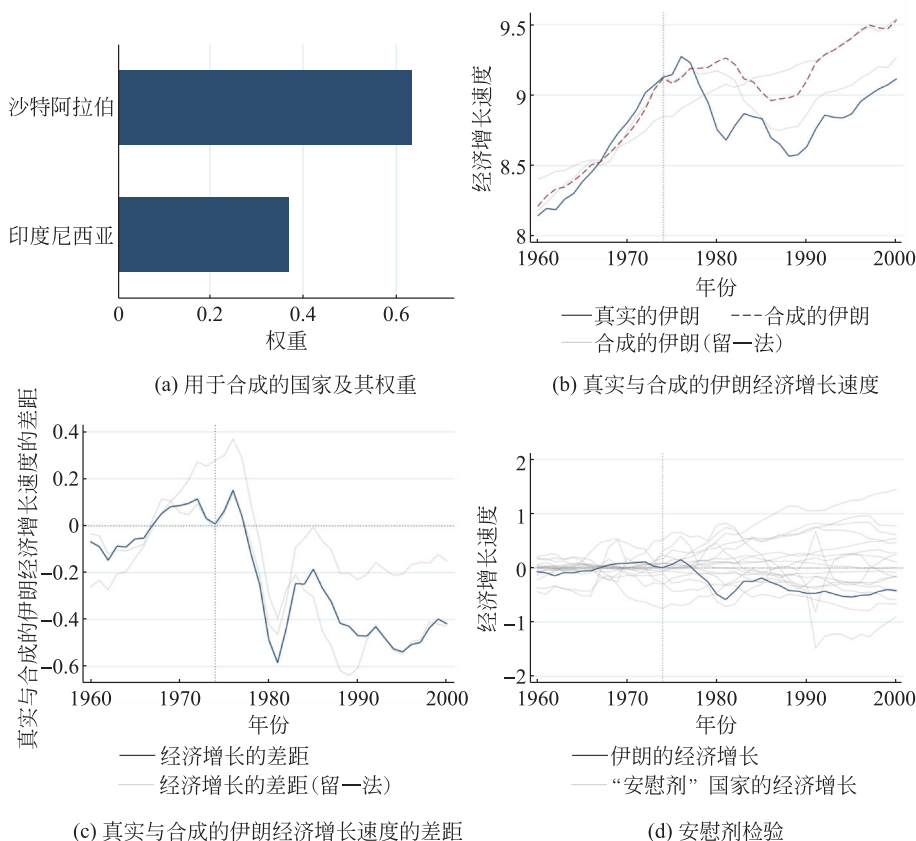 沙特阿拉伯
印度尼西亚
0 0.2 0.4 0.6
权重
(a) 用于合成的国家及其权重
经济增长速度
9.5
9
8.5
8
1960 1970 1980 1990 2000
年份
真实的伊朗 合成的伊朗
合成的伊朗(留一法)
(b) 真实与合成的伊朗经济增长速度
真实与合成的伊朗经济增长速度的差距
0.4
0.2
0
−0.2
−0.4
−0.6
1960 1970 1980 1990 2000
年份
经济增长的差距
经济增长的差距(留一法)
(c) 真实与合成的伊朗经济增长速度的差距
经济增长速度
2
1
0
−1
−2
1960 1970 1980 1990 2000
年份
伊朗的经济增长
“安慰剂”国家的经济增长
(d) 安慰剂检验